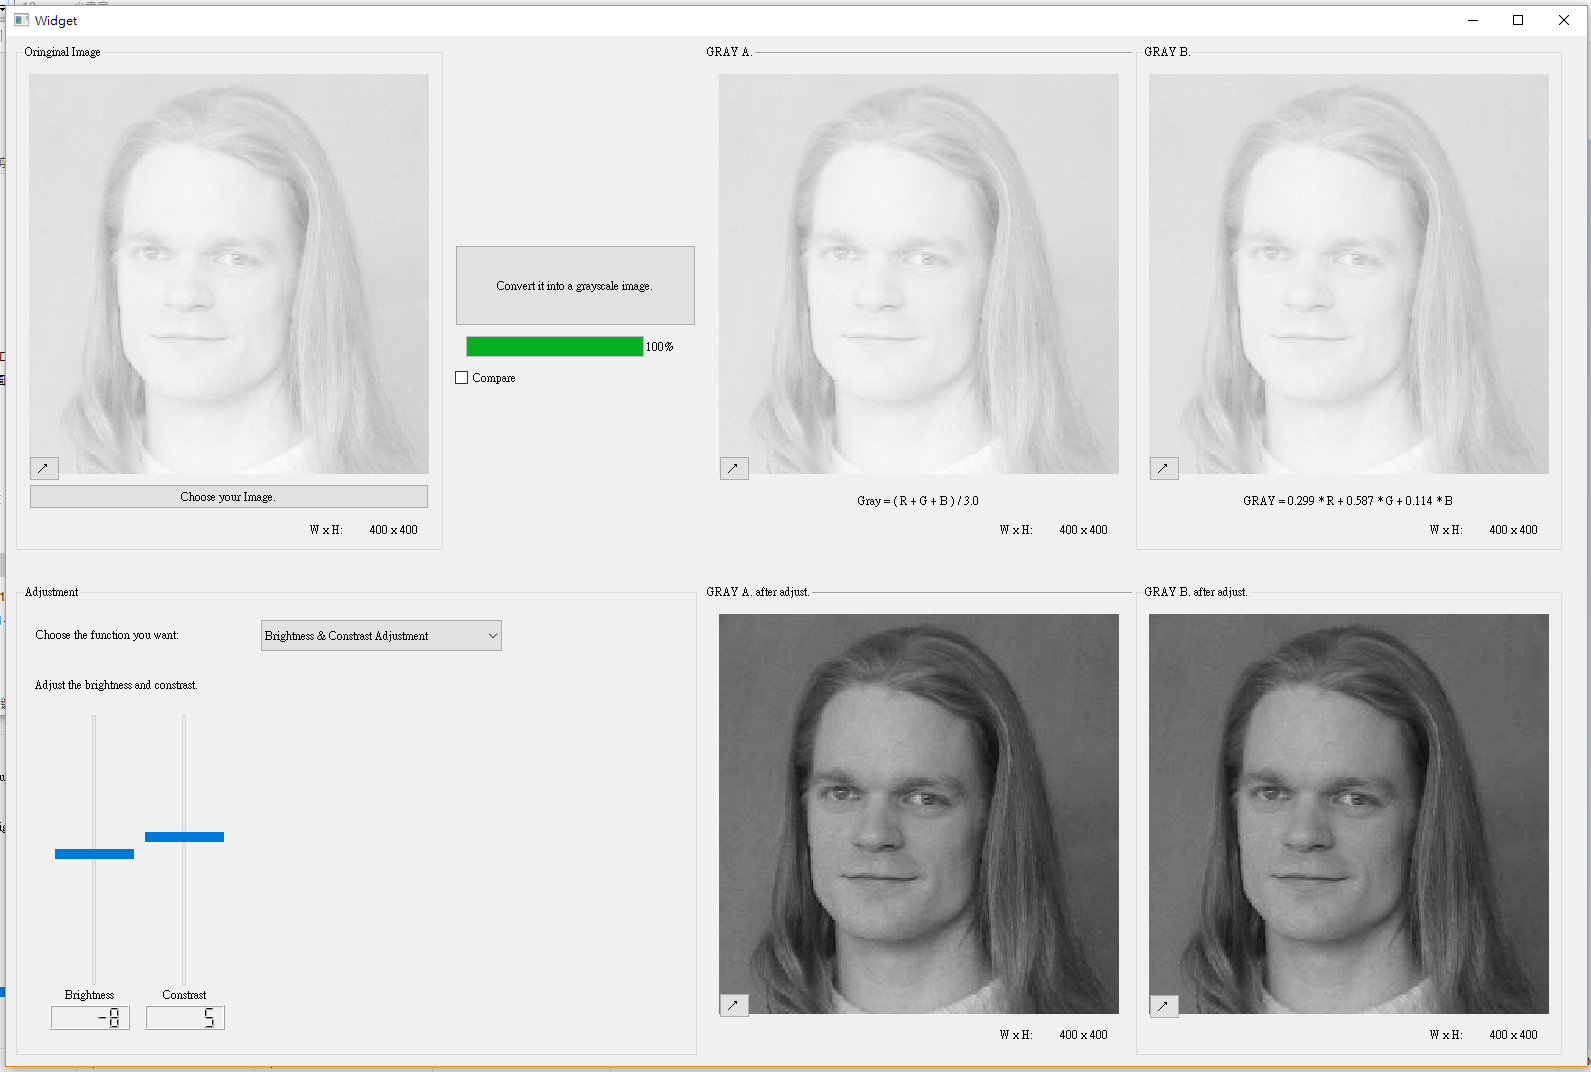 Widget
Oringinal Image
GRAY A.
GRAY B.
Convert it into a grayscale image.
100%
Compare
Choose your Image.
Gray = ( R + G + B ) / 3.0
GRAY = 0.299 * R + 0.587 * G + 0.114 * B
W x H: 400 x 400
W x H: 400 x 400
W x H: 400 x 400
Adjustment
GRAY A. after adjust.
GRAY B. after adjust.
Choose the function you want:
Brightness & Constrast Adjustment
Adjust the brightness and constrast.
Brightness
Constrast
-8
5
W x H: 400 x 400
W x H: 400 x 400